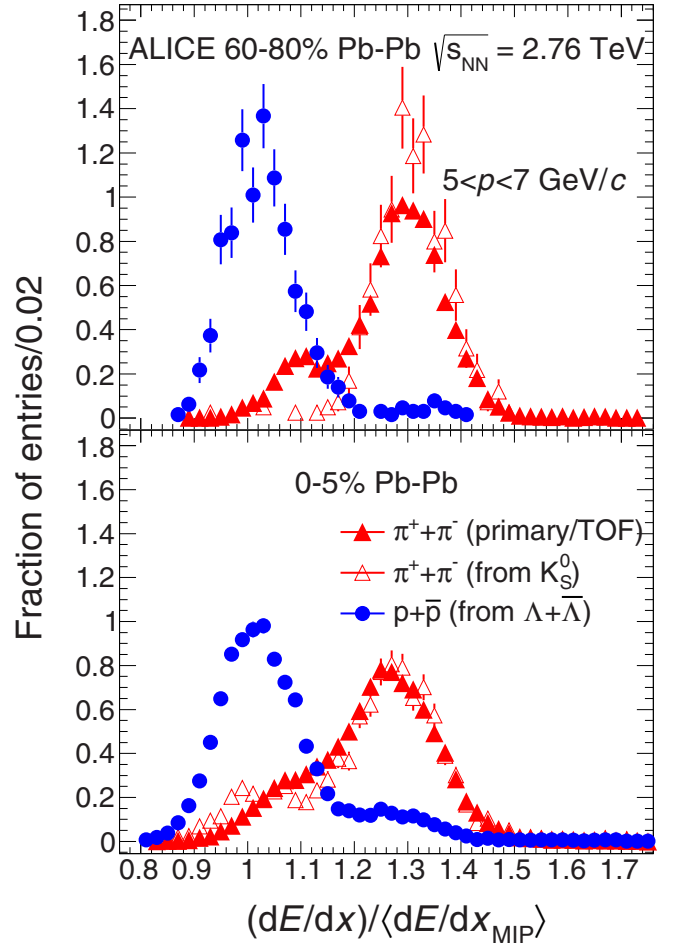 ALICE 60-80% Pb-Pb √s_NN = 2.76 TeV
5<p<7 GeV/c
1.8
1.6
1.4
1.2
1
0.8
0.6
0.4
0.2
0
Fraction of entries/0.02
0-5% Pb-Pb
π⁺+π⁻ (primary/TOF)
π⁺+π⁻ (from K⁰_S)
p+p̅ (from Λ+Λ̅)
1.8
1.6
1.4
1.2
1
0.8
0.6
0.4
0.2
0
0.8 0.9 1 1.1 1.2 1.3 1.4 1.5 1.6 1.7
(dE/dx)/⟨dE/dx_MIP⟩